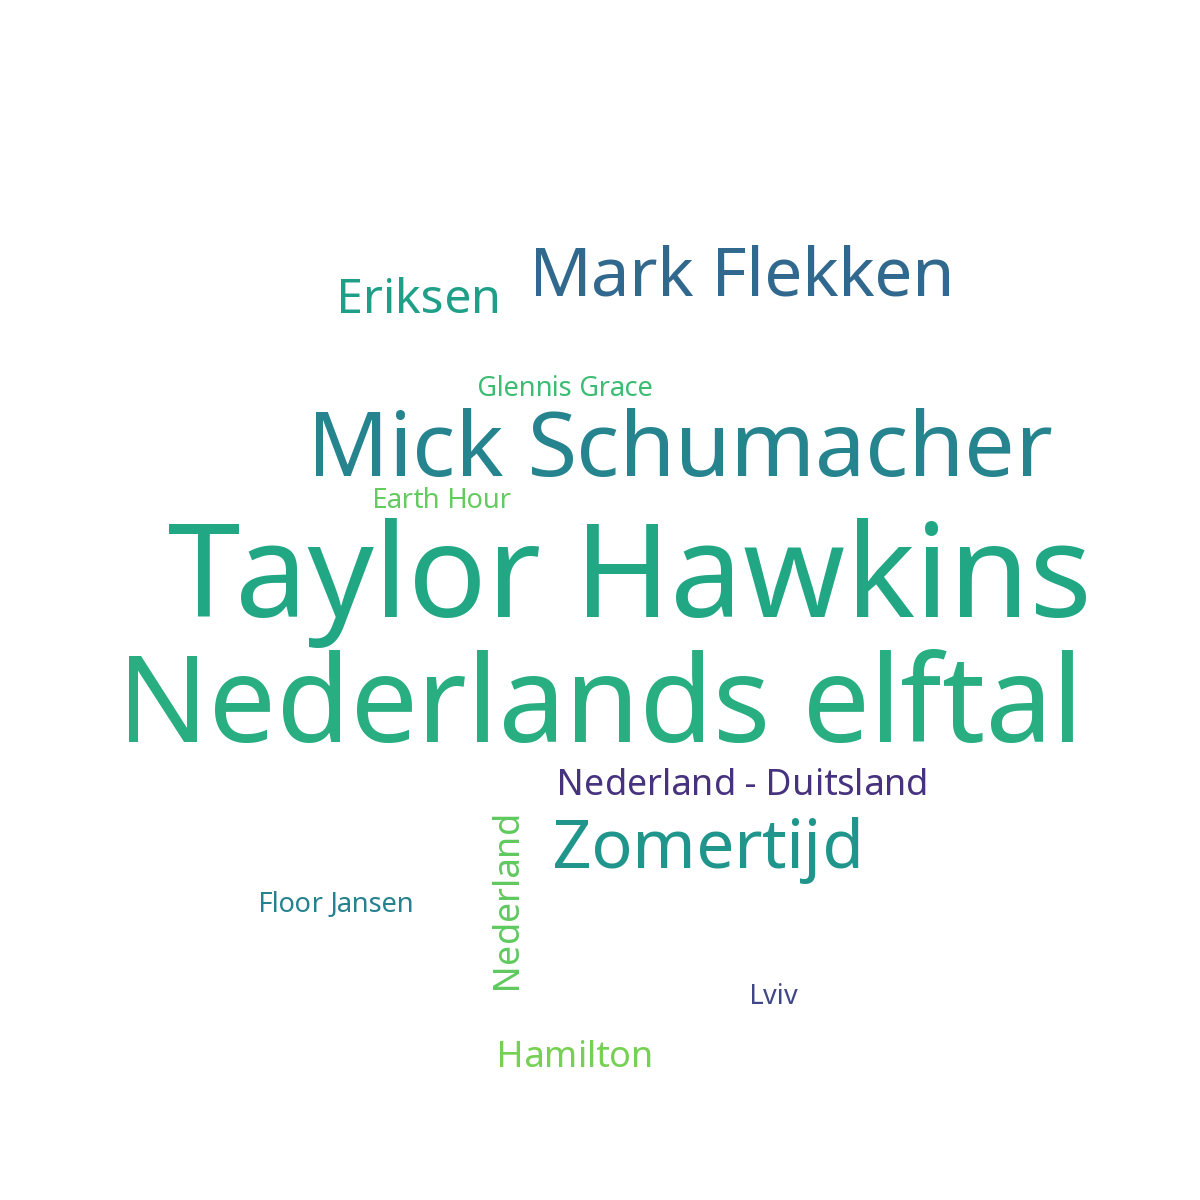 Mark Flekken
Eriksen
Glennis Grace
Mick Schumacher
Earth Hour
Taylor Hawkins
Nederlands elftal
Nederland - Duitsland
Zomertijd
Nederland
Floor Jansen
Lviv
Hamilton